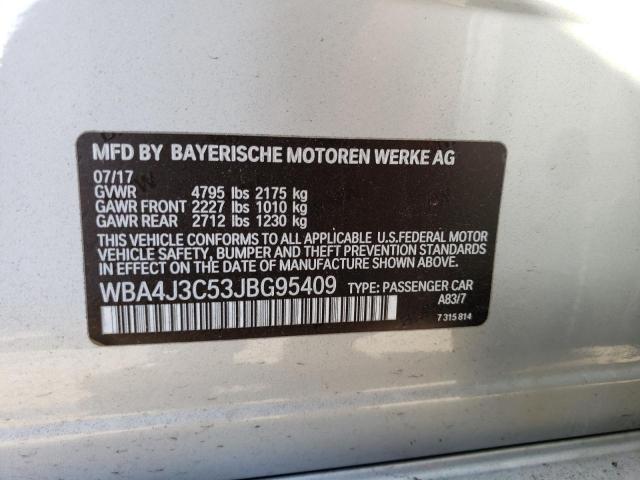 MFD BY BAYERISCHE MOTOREN WERKE AG
07/17
GVWR 4795 lbs 2175 kg
GAWR FRONT 2227 lbs 1010 kg
GAWR REAR 2712 lbs 1230 kg
THIS VEHICLE CONFORMS TO ALL APPLICABLE U.S.FEDERAL MOTOR
VEHICLE SAFETY, BUMPER AND THEFT PREVENTION STANDARDS
IN EFFECT ON THE DATE OF MANUFACTURE SHOWN ABOVE.
WBA4J3C53JBG95409 TYPE: PASSENGER CAR
A83/7
7 315 814